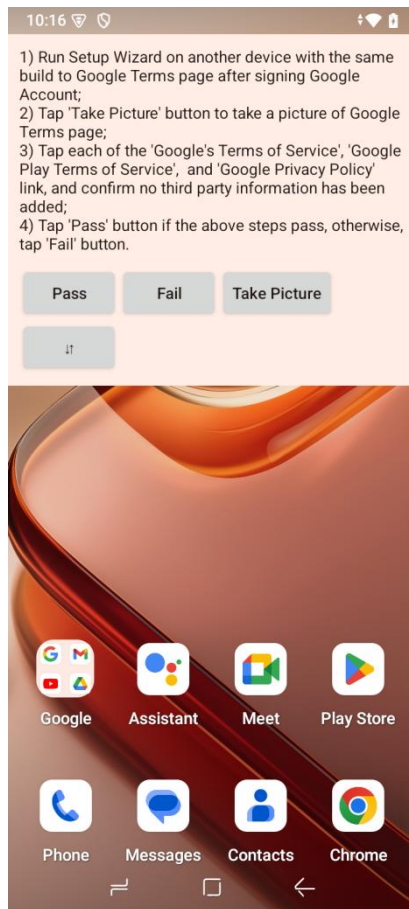 10:16
1) Run Setup Wizard on another device with the same
build to Google Terms page after signing Google
Account;
2) Tap 'Take Picture' button to take a picture of Google
Terms page;
3) Tap each of the 'Google's Terms of Service', 'Google
Play Terms of Service',  and 'Google Privacy Policy'
link, and confirm no third party information has been
added;
4) Tap 'Pass' button if the above steps pass, otherwise,
tap 'Fail' button.
Pass Fail Take Picture
Google Assistant Meet Play Store
Phone Messages Contacts Chrome